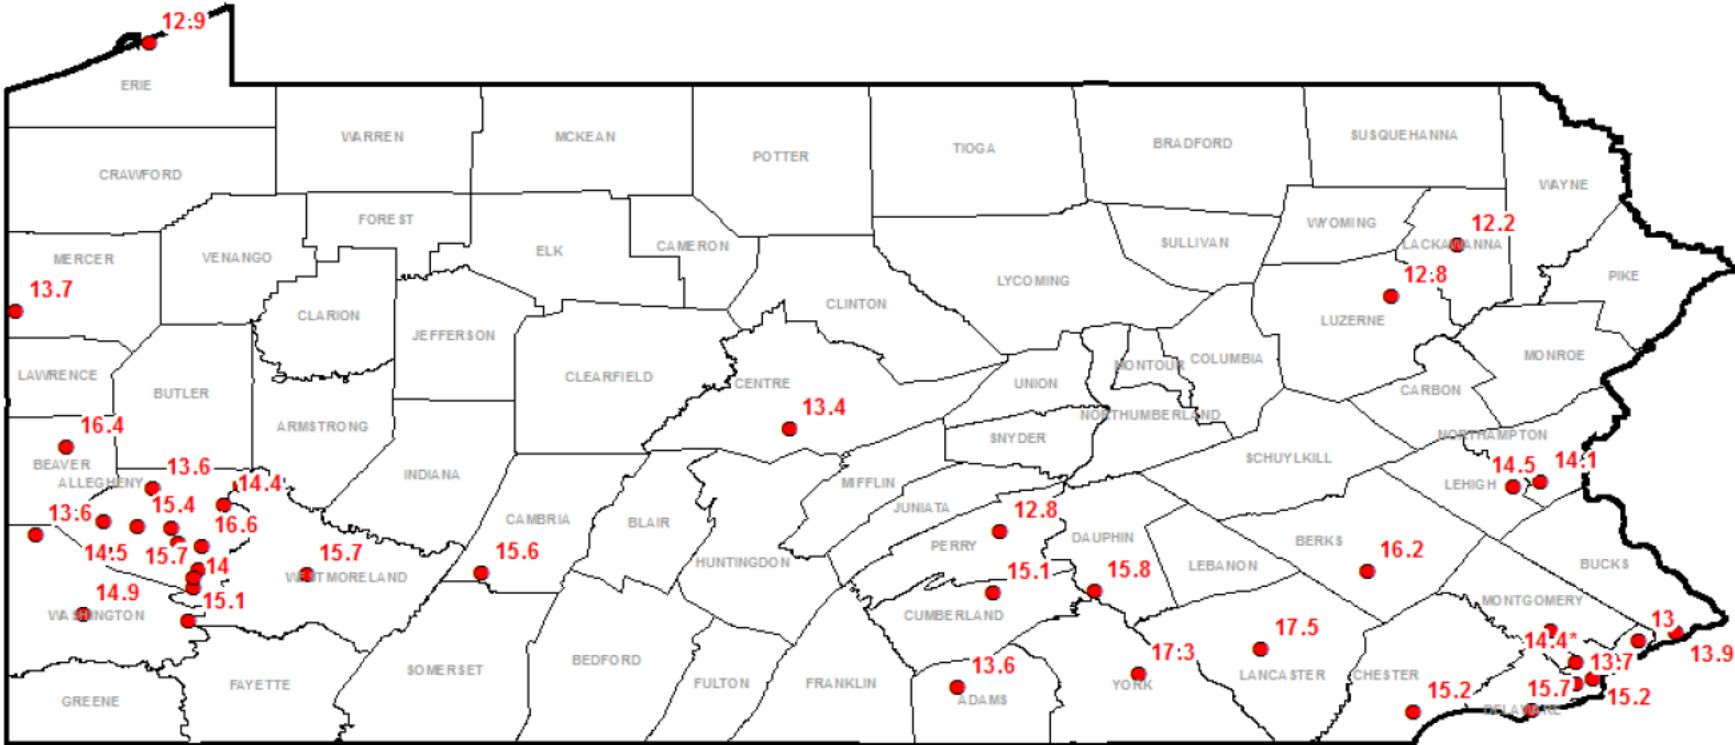 12.9
ERIE
WARREN
MCKEAN
SUSQUEHANNA
BRADFORD
TIOGA
POTTER
CRAWFORD
WAYNE
FOREST
WYOMING
12.2
LACKAWANNA
SULLIVAN
CAMERON
ELK
VENANGO
MERCER
PIKE
12.8
LYCOMING
13.7
CLINTON
CLARION
LUZERNE
JEFFERSON
MONROE
COLUMBIA
MONTOUR
LAWRENCE
CLEARFIELD
CENTRE
UNION
CARBON
BUTLER
13.4
NORTHUMBERLAND
16.4
ARMSTRONG
SNYDER
NORTHAMPTON
SCHUYLKILL
14.5
14.1
BEAVER
13.6
INDIANA
ALLEGHENY
14.4
MIFFLIN
LEHIGH
15.4
JUNIATA
13.6
12.8
16.6
CAMBRIA
BLAIR
DAUPHIN
BERKS
16.2
PERRY
14.5
15.7
15.7
15.6
HUNTINGDON
LEBANON
BUCKS
14
WESTMORELAND
15.1
15.8
14.9
15.1
MONTGOMERY
WASHINGTON
CUMBERLAND
13
17.5
14.4*
17.3
13.9
SOMERSET
BEDFORD
13.6
13.7
GREENE
FAYETTE
FULTON
FRANKLIN
ADAMS
YORK
LANCASTER
CHESTER
15.2
15.7
15.2
DELAWARE